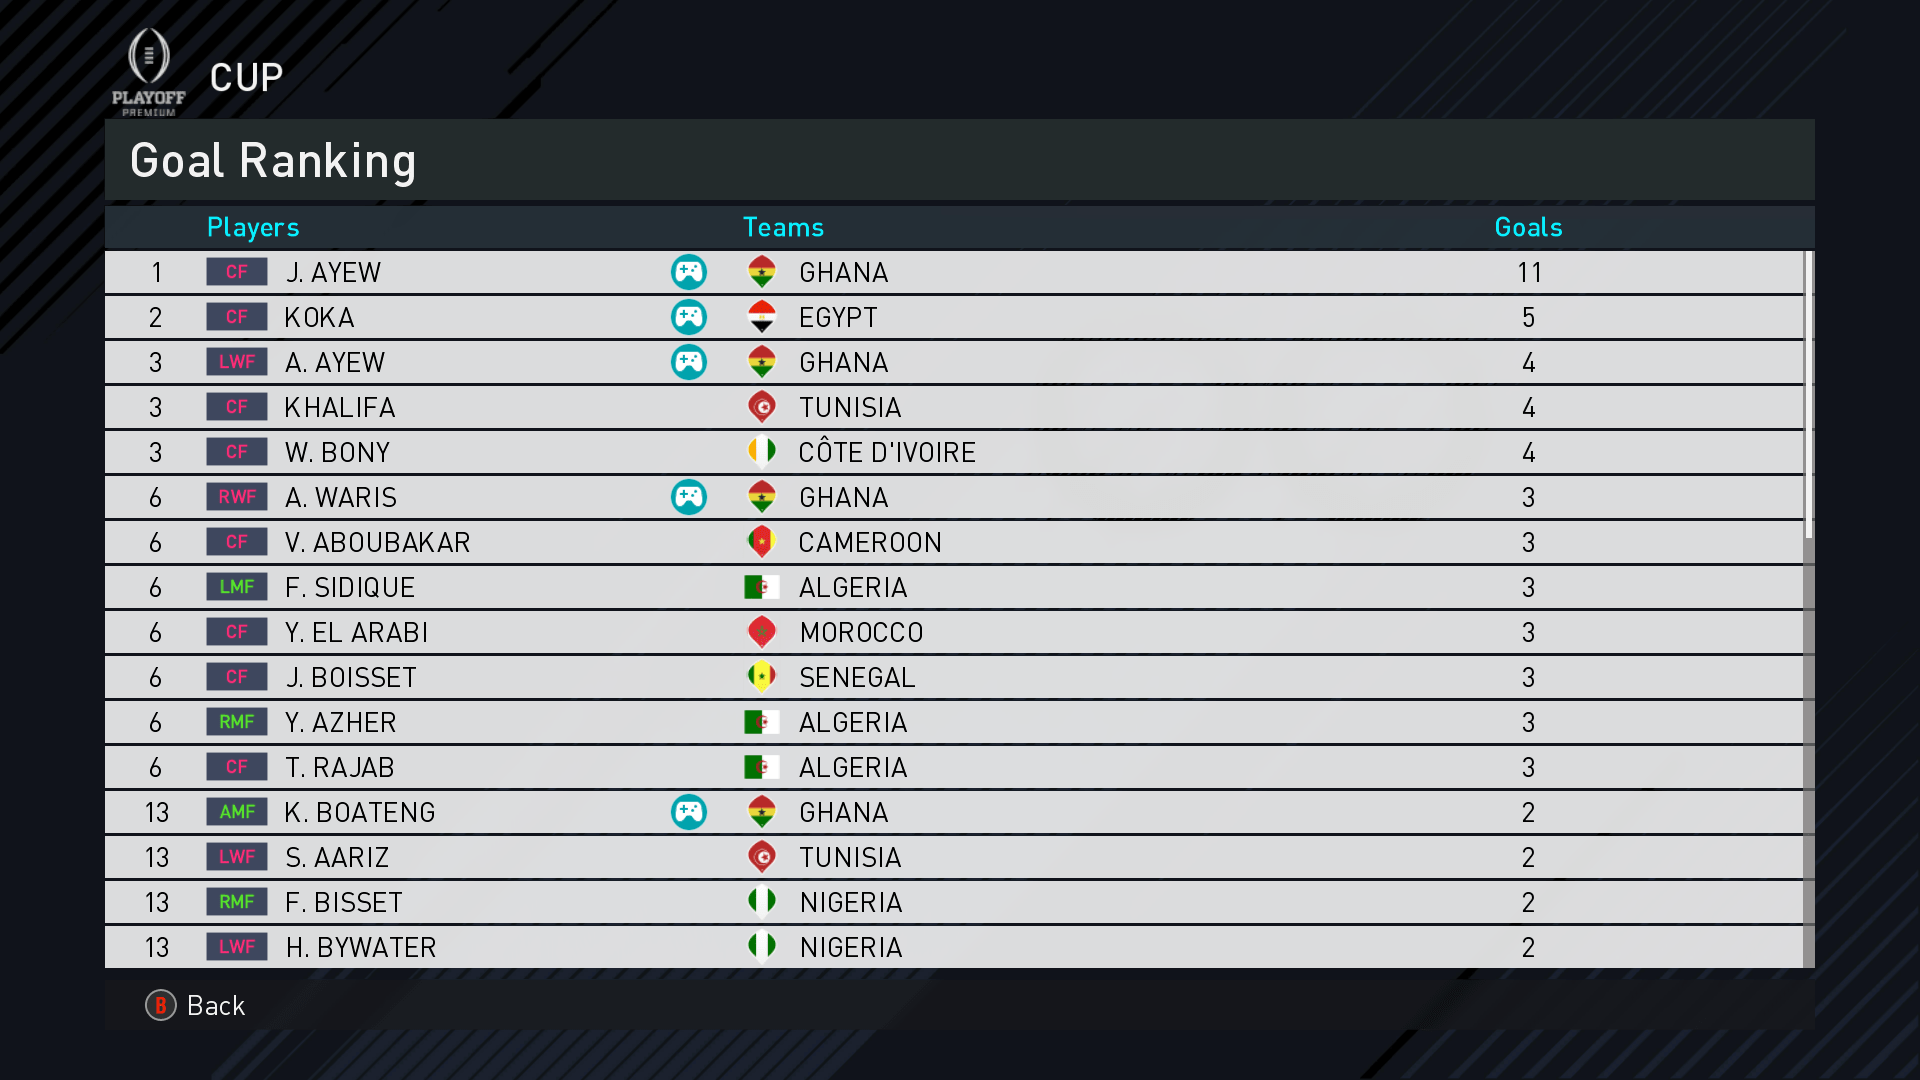 PLAYOFF
PREMIUM
CUP
Goal Ranking
Players Teams Goals
1 CF J. AYEW GHANA 11
2 CF KOKA EGYPT 5
3 LWF A. AYEW GHANA 4
3 CF KHALIFA TUNISIA 4
3 CF W. BONY CÔTE D'IVOIRE 4
6 RWF A. WARIS GHANA 3
6 CF V. ABOUBAKAR CAMEROON 3
6 LMF F. SIDIQUE ALGERIA 3
6 CF Y. EL ARABI MOROCCO 3
6 CF J. BOISSET SENEGAL 3
6 RMF Y. AZHER ALGERIA 3
6 CF T. RAJAB ALGERIA 3
13 AMF K. BOATENG GHANA 2
13 LWF S. AARIZ TUNISIA 2
13 RMF F. BISSET NIGERIA 2
13 LWF H. BYWATER NIGERIA 2
B Back